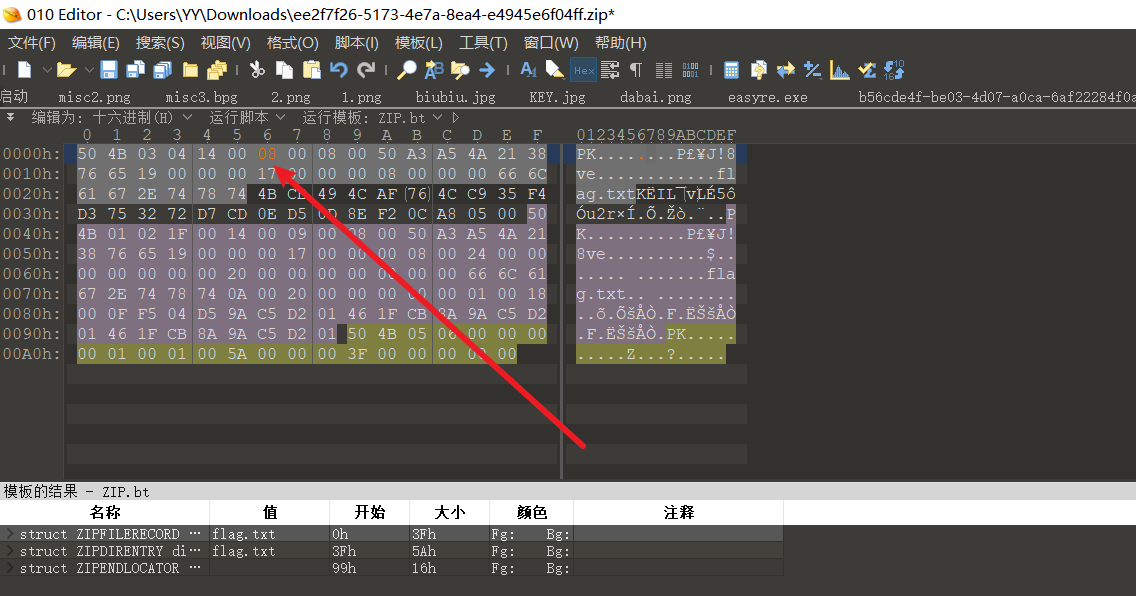 010 Editor - C:\Users\YY\Downloads\ee2f7f26-5173-4e7a-8ea4-e4945e6f04ff.zip*
文件(F) 编辑(E) 搜索(S) 视图(V) 格式(O) 脚本(I) 模板(L) 工具(T) 窗口(W) 帮助(H)
启动 misc2.png misc3.bpg 2.png 1.png biubiu.jpg KEY.jpg dabai.png easyre.exe b56cde4f-be03-4d07-a0ca-6af22284f0a
编辑为: 十六进制(H) 运行脚本 运行模板: ZIP.bt
0 1 2 3 4 5 6 7 8 9 A B C D E F 0123456789ABCDEF
0000h: 50 4B 03 04 14 00 08 00 08 00 50 A3 A5 4A 21 38 PK........P£¥J!8
0010h: 76 65 19 00 00 00 17 00 00 00 08 00 00 00 66 6C ve............fl
0020h: 61 67 2E 74 78 74 4B CB 49 4C AF 76 4C C9 35 F4 ag.txtKËIL¯vLÉ5ô
0030h: D3 75 32 72 D7 CD 0E D5 0D 8E F2 0C A8 05 00 50 Óu2r×Í.Õ.Žò.¨..P
0040h: 4B 01 02 1F 00 14 00 09 00 08 00 50 A3 A5 4A 21 K..........P£¥J!
0050h: 38 76 65 19 00 00 00 17 00 00 00 08 00 24 00 00 8ve..........$..
0060h: 00 00 00 00 00 20 00 00 00 00 00 00 00 66 6C 61 ..... .......fla
0070h: 67 2E 74 78 74 0A 00 20 00 00 00 00 00 01 00 18 g.txt.. ........
0080h: 00 0F F5 04 D5 9A C5 D2 01 46 1F CB 8A 9A C5 D2 ..õ.ÕšÅÒ.F.ËŠšÅÒ
0090h: 01 46 1F CB 8A 9A C5 D2 01 50 4B 05 06 00 00 00 .F.ËŠšÅÒ.PK.....
00A0h: 00 01 00 01 00 5A 00 00 00 3F 00 00 00 00 00 .....Z...?.....
模板的结果 - ZIP.bt
名称 值 开始 大小 颜色 注释
struct ZIPFILERECORD ··· flag.txt 0h 3Fh Fg: Bg:
struct ZIPDIRENTRY di··· flag.txt 3Fh 5Ah Fg: Bg:
struct ZIPENDLOCATOR ··· 99h 16h Fg: Bg: